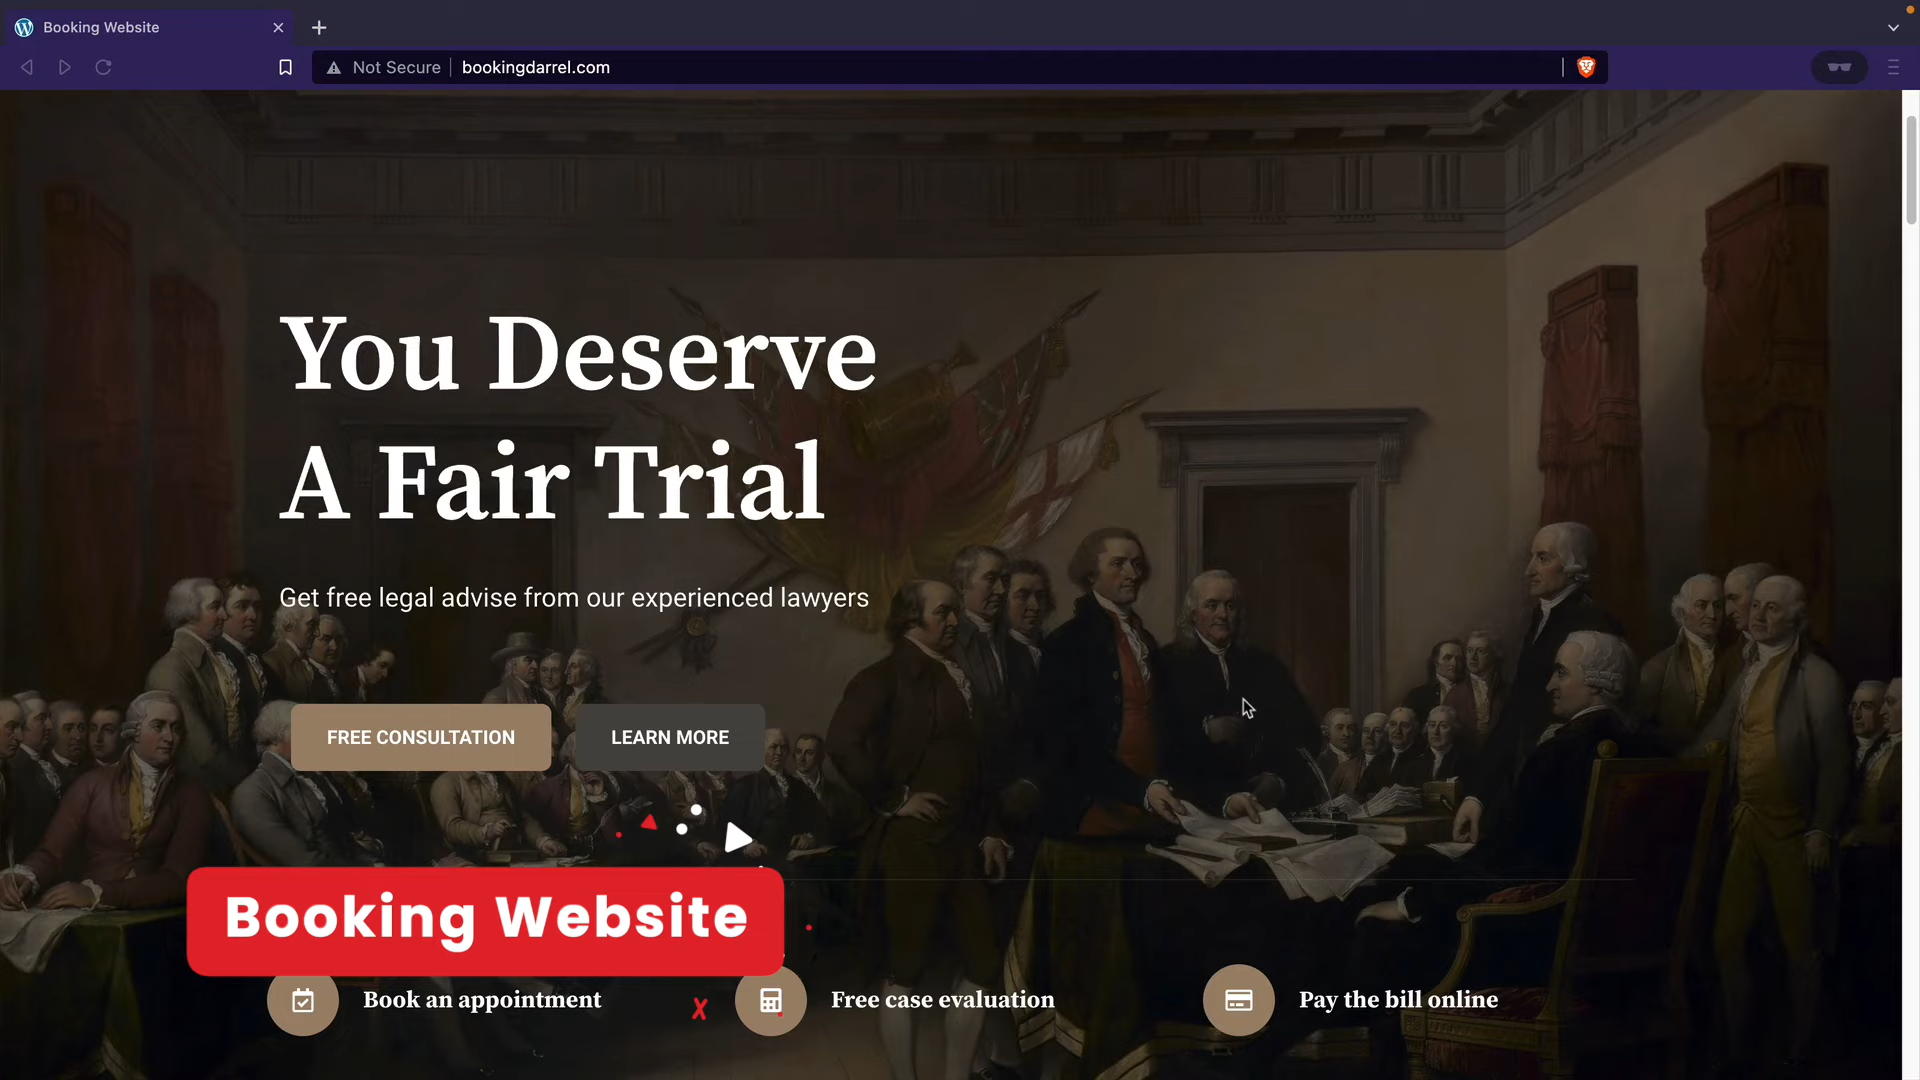 Booking Website
Not Secure
bookingdarrel.com
You Deserve
A Fair Trial
Get free legal advise from our experienced lawyers
FREE CONSULTATION
LEARN MORE
Booking Website
Book an appointment
Free case evaluation
Pay the bill online